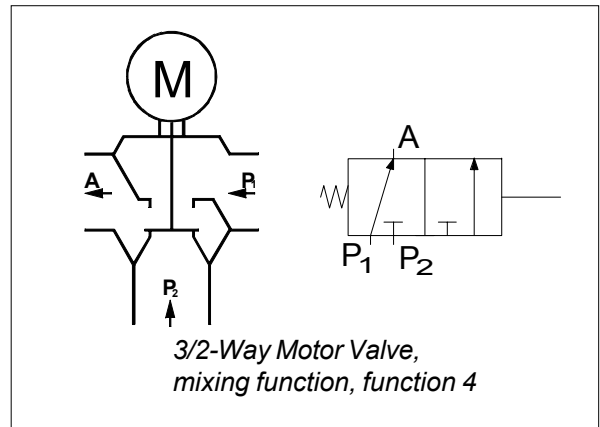 M
A
P1
P2
A
P1
P2
3/2-Way Motor Valve,
mixing function, function 4